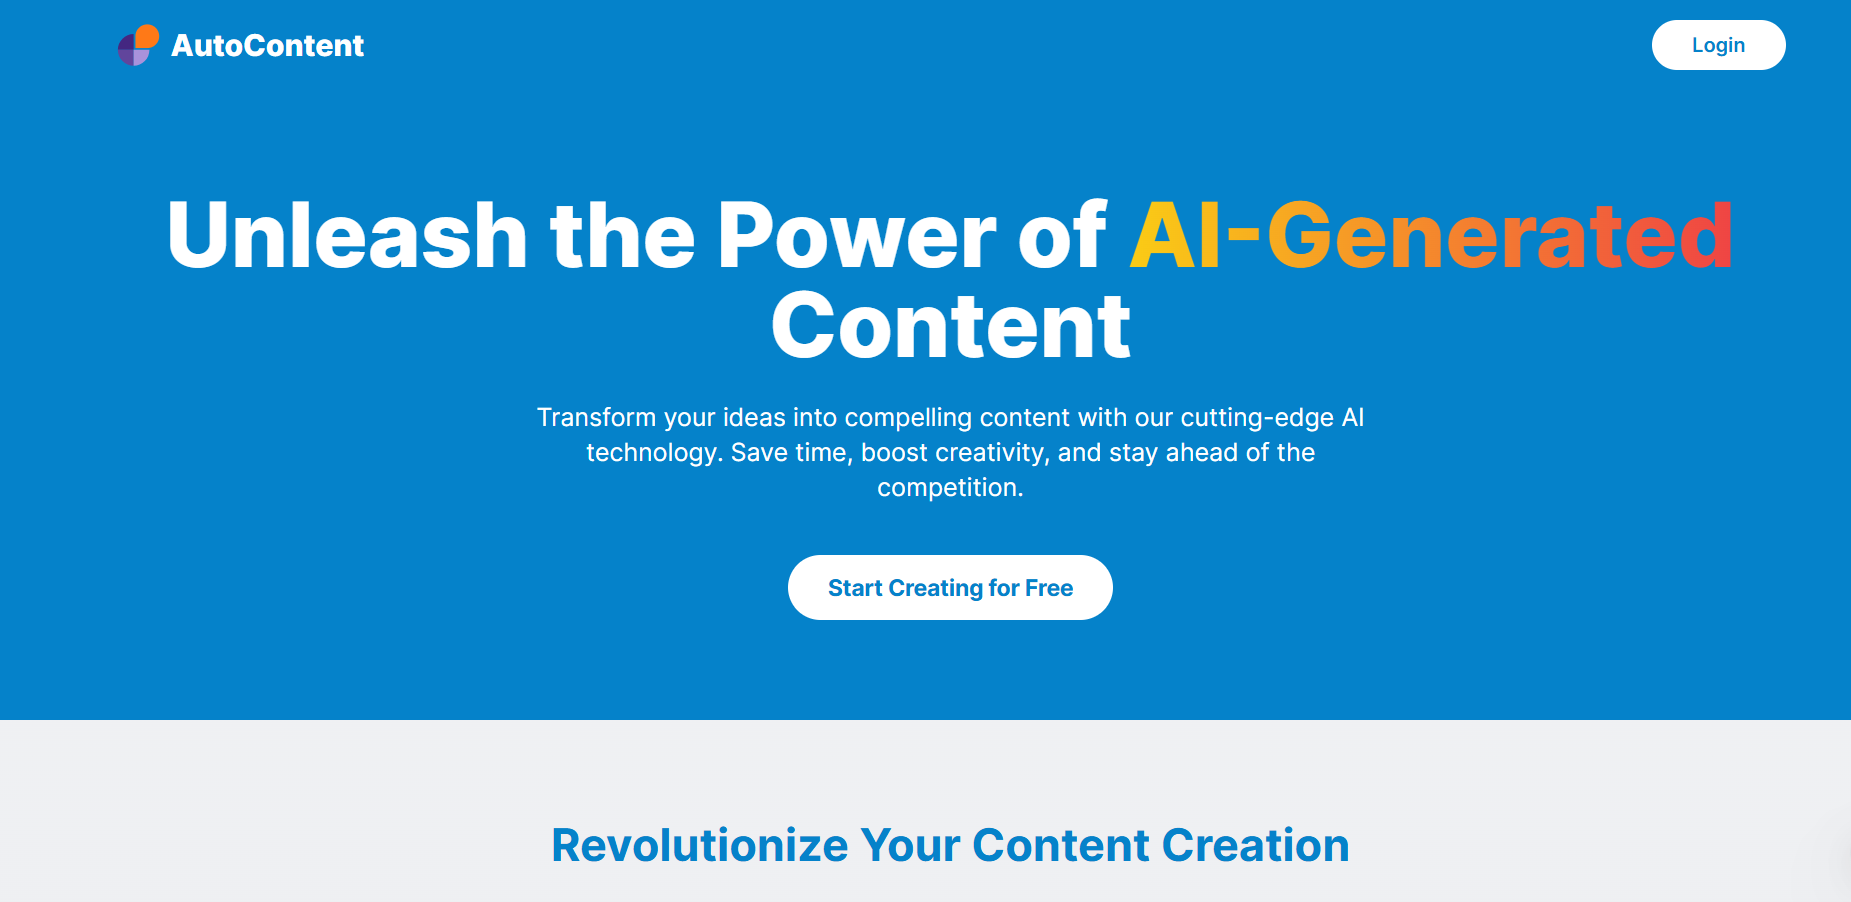 AutoContent
Login
Unleash the Power of AI-Generated
Content
Transform your ideas into compelling content with our cutting-edge AI
technology. Save time, boost creativity, and stay ahead of the
competition.
Start Creating for Free
Revolutionize Your Content Creation